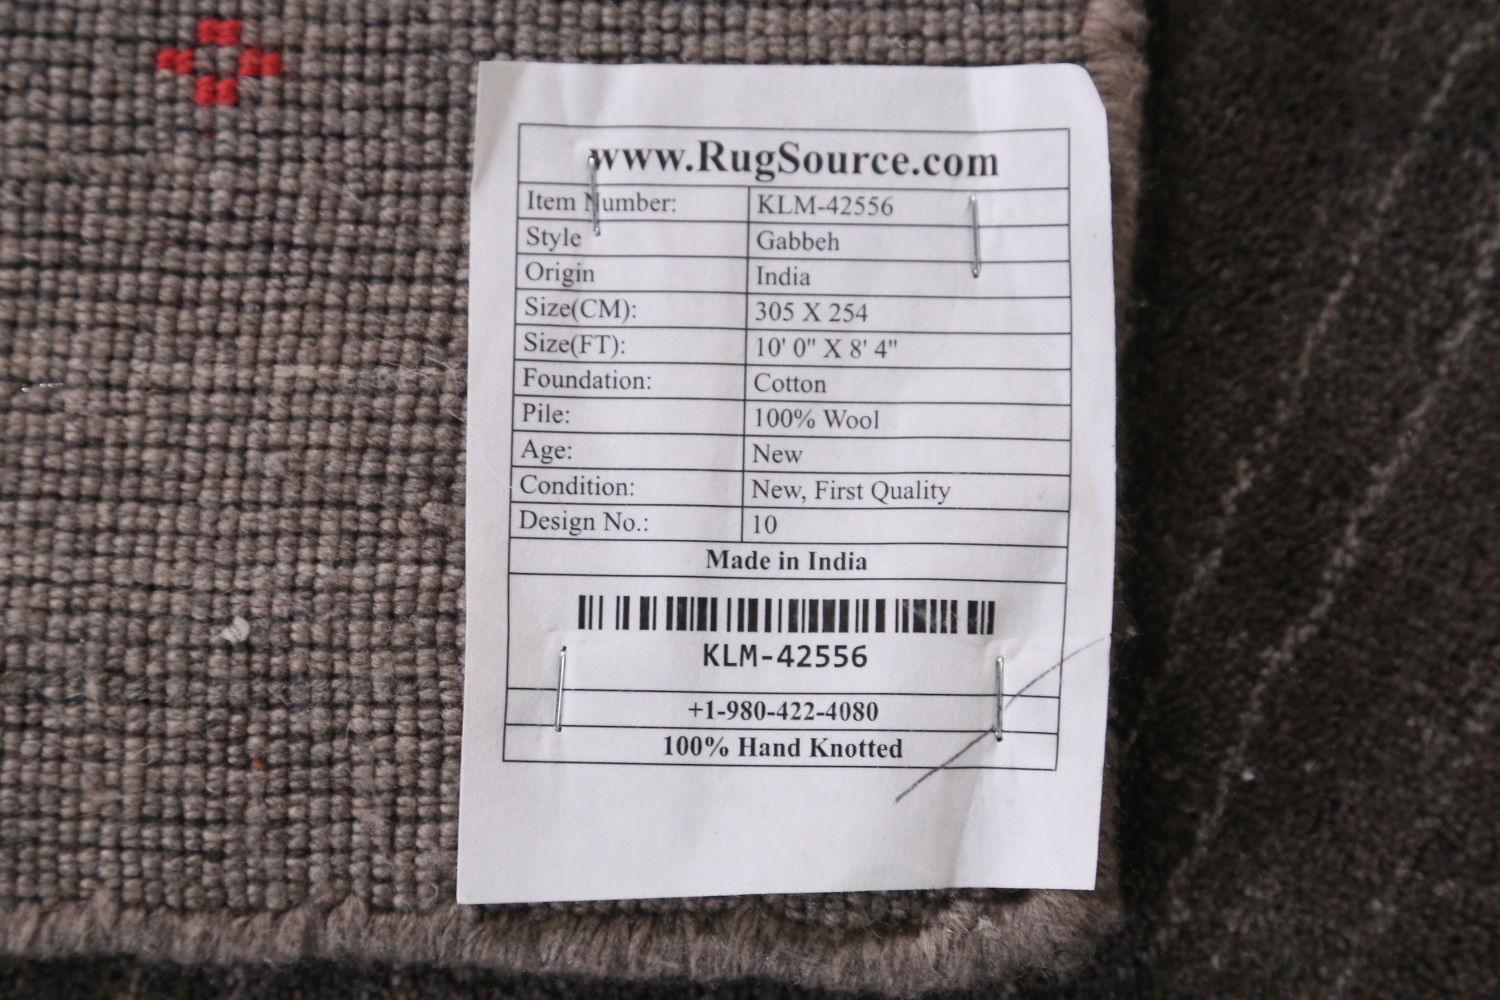 www.RugSource.com
Item Number: KLM-42556
Style Gabbeh
Origin India
Size(CM): 305 X 254
Size(FT): 10' 0" X 8' 4"
Foundation: Cotton
Pile: 100% Wool
Age: New
Condition: New, First Quality
Design No.: 10
Made in India
KLM-42556
+1-980-422-4080
100% Hand Knotted